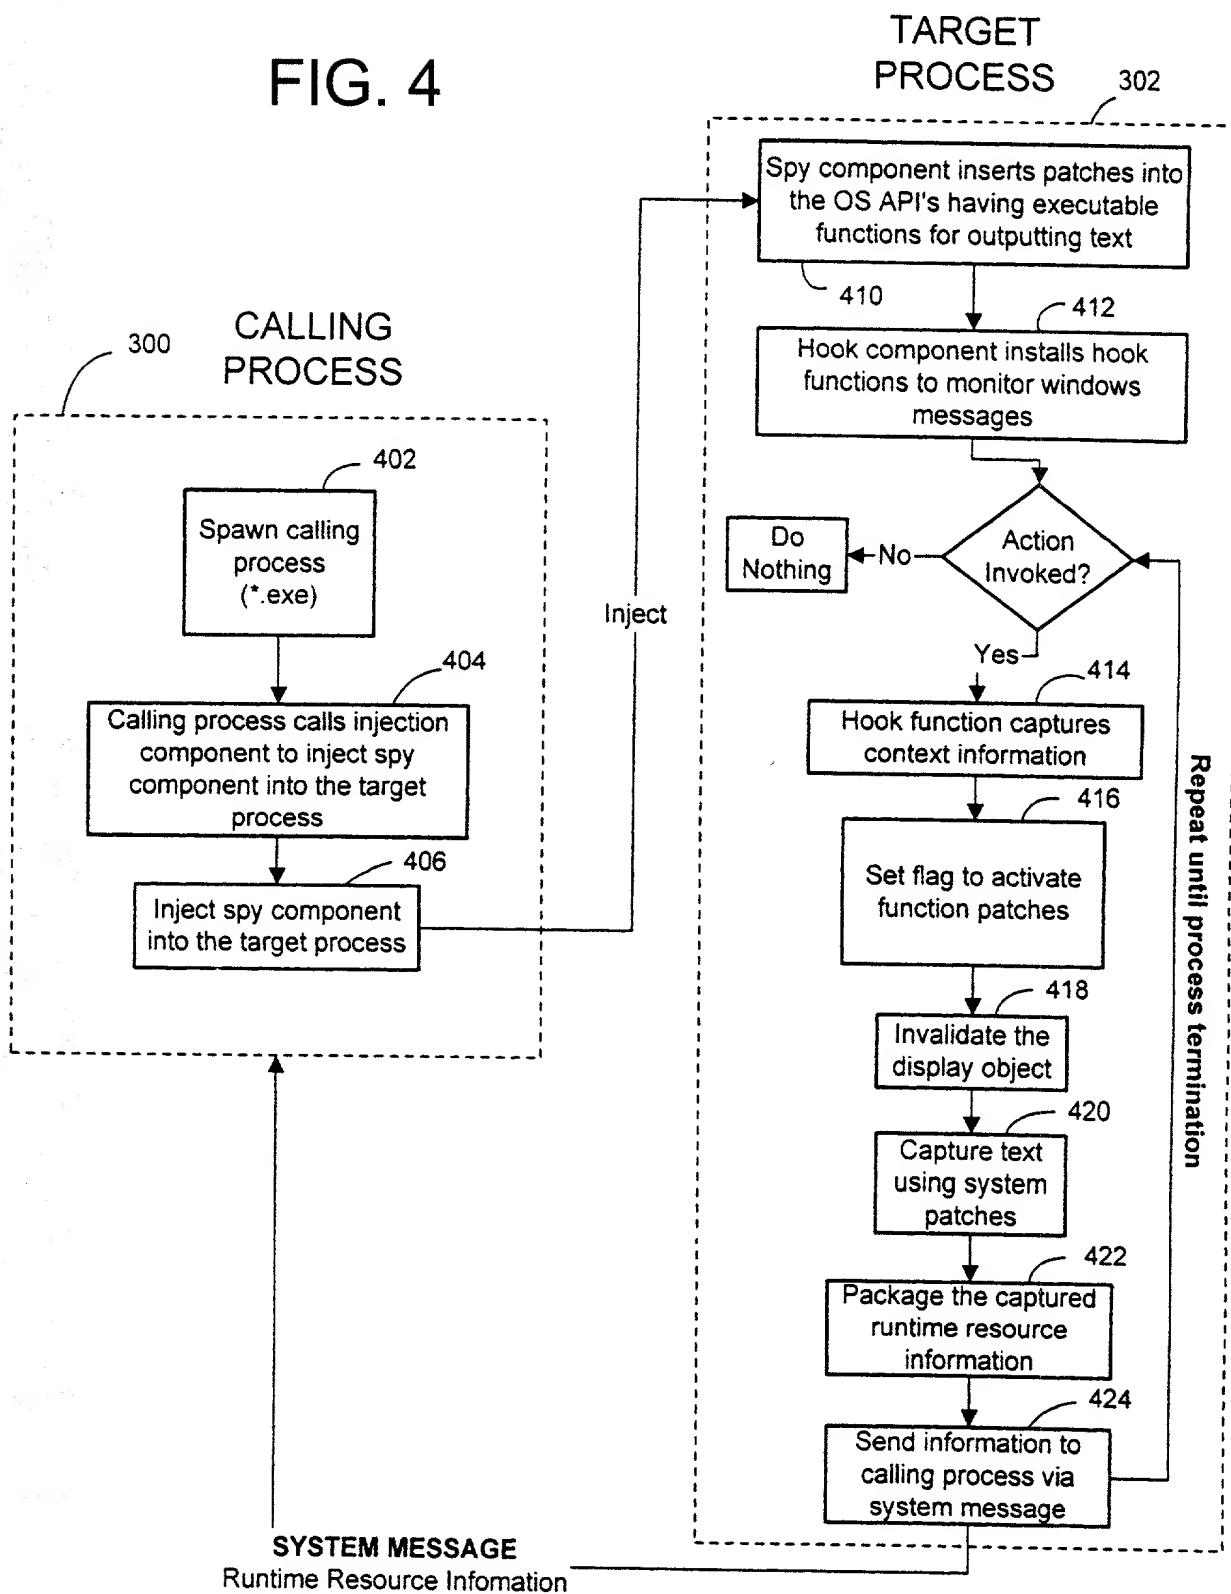 FIG. 4
TARGET
PROCESS
302
Spy component inserts patches into
the OS API's having executable
functions for outputting text
410
412
Hook component installs hook
functions to monitor windows
messages
CALLING
PROCESS
300
402
Spawn calling
process
(*.exe)
404
Calling process calls injection
component to inject spy
component into the target
process
406
Inject spy component
into the target process
Inject
Do
Nothing
No
Action
Invoked?
Yes
414
Hook function captures
context information
416
Set flag to activate
function patches
418
Invalidate the
display object
420
Capture text
using system
patches
422
Package the captured
runtime resource
information
424
Send information to
calling process via
system message
Repeat until process termination
SYSTEM MESSAGE
Runtime Resource Infomation